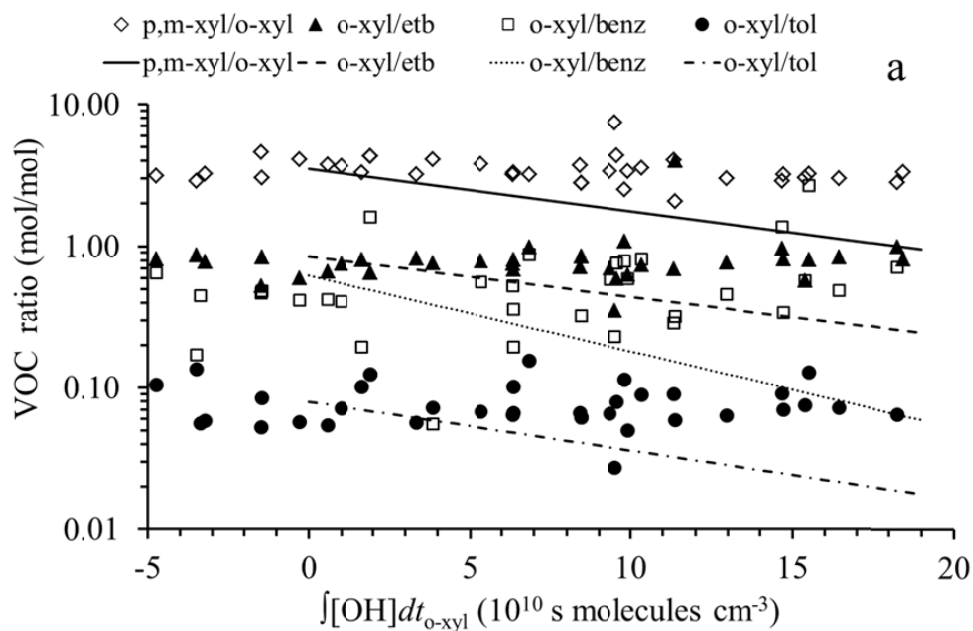 p,m-xyl/o-xyl o-xyl/etb o-xyl/benz o-xyl/tol
p,m-xyl/o-xyl o-xyl/etb o-xyl/benz o-xyl/tol
a
10.00
1.00
0.10
0.01
VOC ratio (mol/mol)
-5 0 5 10 15 20
∫[OH]dt₀₋ₓyl (10¹⁰ s molecules cm⁻³)